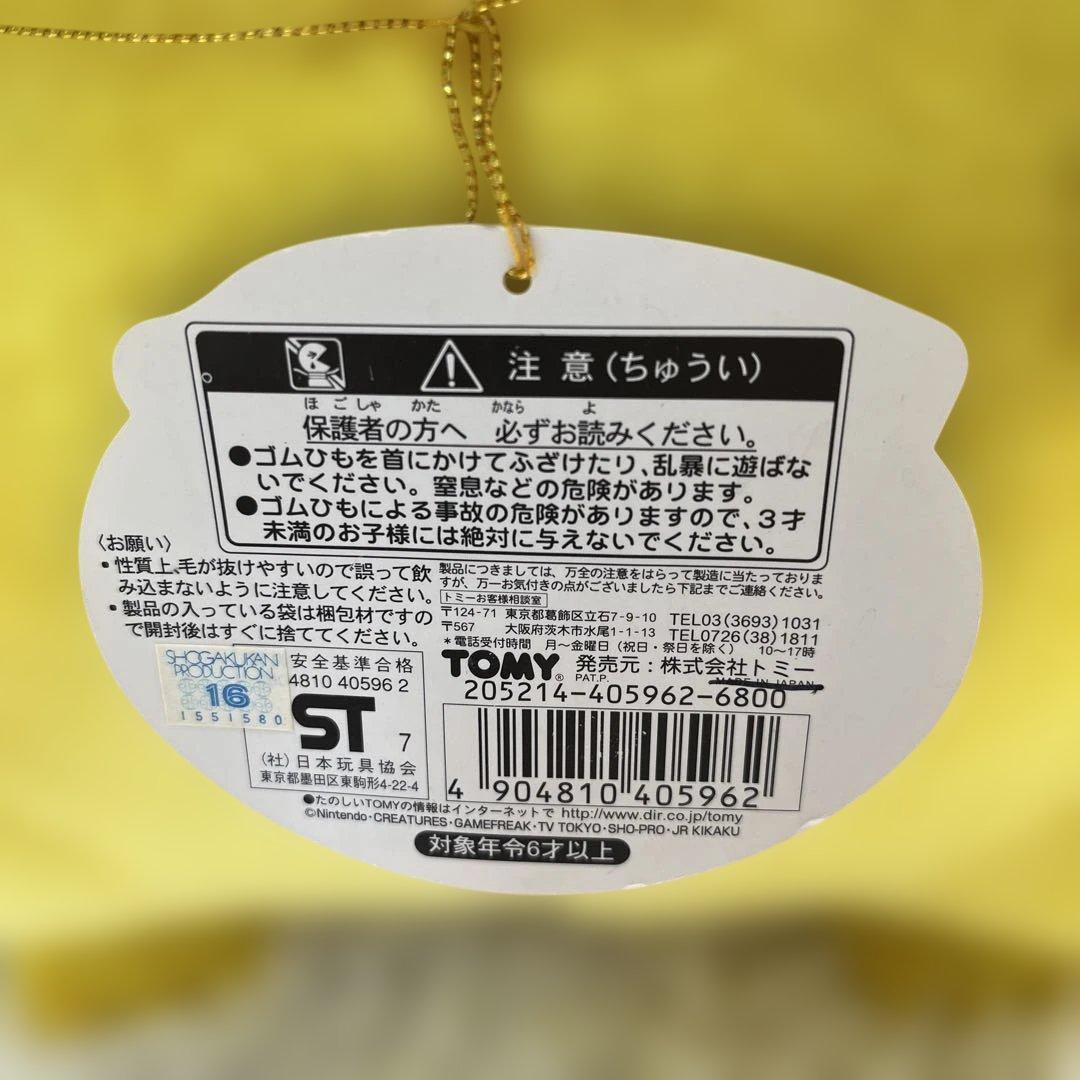 注意(ちゅうい)
ほごしゃ かた かなら よ
保護者の方へ 必ずお読みください。
●ゴムひもを首にかけてふざけたり、乱暴に遊ばな
いでください。窒息などの危険があります。
●ゴムひもによる事故の危険がありますので、3才
未満のお子様には絶対に与えないでください。
〈お願い〉
・性質上、毛が抜けやすいので誤って飲
み込まないように注意してください。
・製品の入っている袋は梱包材ですの
で開封後はすぐに捨ててください。
製品につきましては、万全の注意をはらって製造に当たっておりま
すが、万一お気付きの点がございましたら下記までご連絡ください。
トミーお客様相談室
〒124-71 東京都葛飾区立石7-9-10 TEL03(3693)1031
〒567 大阪府茨木市水尾1-1-13 TEL0726(38)1811
*電話受付時間 月〜金曜日(祝日・祭日を除く) 10〜17時
TOMY® 発売元:株式会社トミー
PAT.P. MADE IN JAPAN
205214-405962-6800
SHOGAKUKAN
PRODUCTION
16
1551580
安全基準合格
4810 40596 2
ST 7
(社)日本玩具協会
東京都墨田区東駒形4-22-4
4 904810 405962
●たのしいTOMYの情報はインターネットで http://www.dir.co.jp/tomy
©Nintendo・CREATURES・GAMEFREAK・TV TOKYO・SHO-PRO・JR KIKAKU
対象年令6才以上